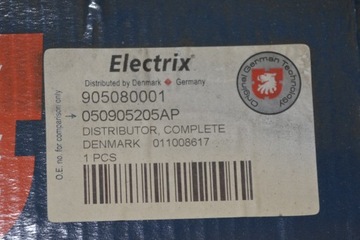 Electrix
Distributed by Denmark Germany
905080001
→ 050905205AP
DISTRIBUTOR, COMPLETE
DENMARK 011008617
1 PCS
O.E. no. for comparison only
Original German Technology